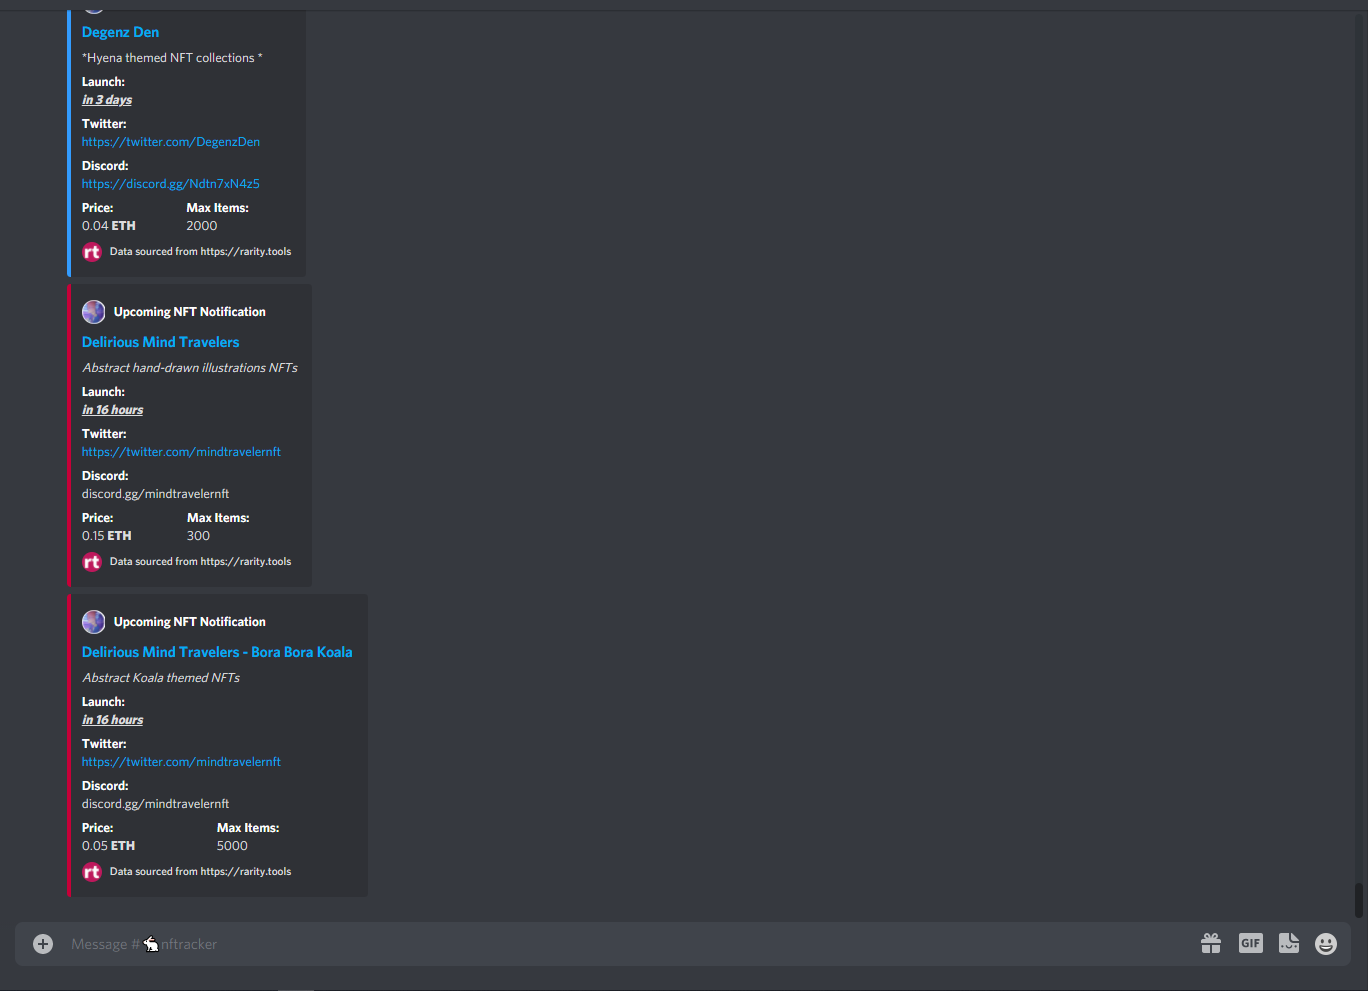 Degenz Den
*Hyena themed NFT collections *
Launch:
in 3 days
Twitter:
https://twitter.com/DegenzDen
Discord:
https://discord.gg/Ndtn7xN4z5
Price: Max Items:
0.04 ETH 2000
rt Data sourced from https://rarity.tools
Upcoming NFT Notification
Delirious Mind Travelers
Abstract hand-drawn illustrations NFTs
Launch:
in 16 hours
Twitter:
https://twitter.com/mindtravelernft
Discord:
discord.gg/mindtravelernft
Price: Max Items:
0.15 ETH 300
rt Data sourced from https://rarity.tools
Upcoming NFT Notification
Delirious Mind Travelers - Bora Bora Koala
Abstract Koala themed NFTs
Launch:
in 16 hours
Twitter:
https://twitter.com/mindtravelernft
Discord:
discord.gg/mindtravelernft
Price: Max Items:
0.05 ETH 5000
rt Data sourced from https://rarity.tools
Message # nftracker GIF